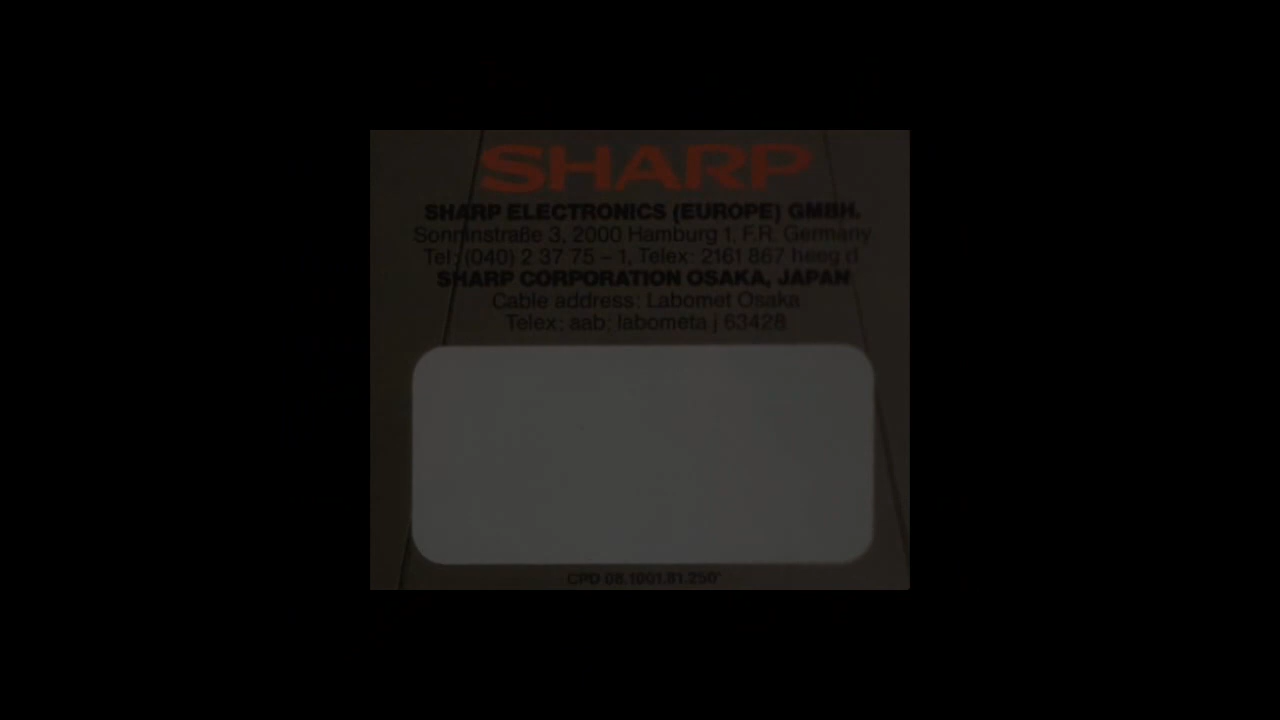 SHARP
SHARP ELECTRONICS (EUROPE) GMBH.
Sonninstraße 3, 2000 Hamburg 1. F.R. Germany
Tel: (040) 2 37 75 – 1, Telex: 2161 867 heeg d
SHARP CORPORATION OSAKA, JAPAN
Cable address: Labomet Osaka
Telex: aab: labometa j 63428
CPD 08.1001.81.250'